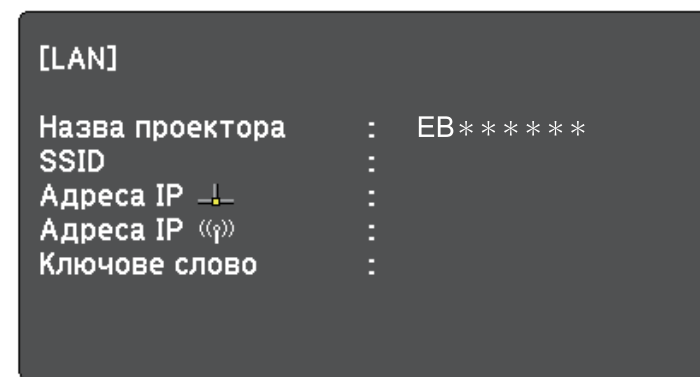 [LAN]
Назва проектора : EB******
SSID :
Адреса IP :
Адреса IP :
Ключове слово :